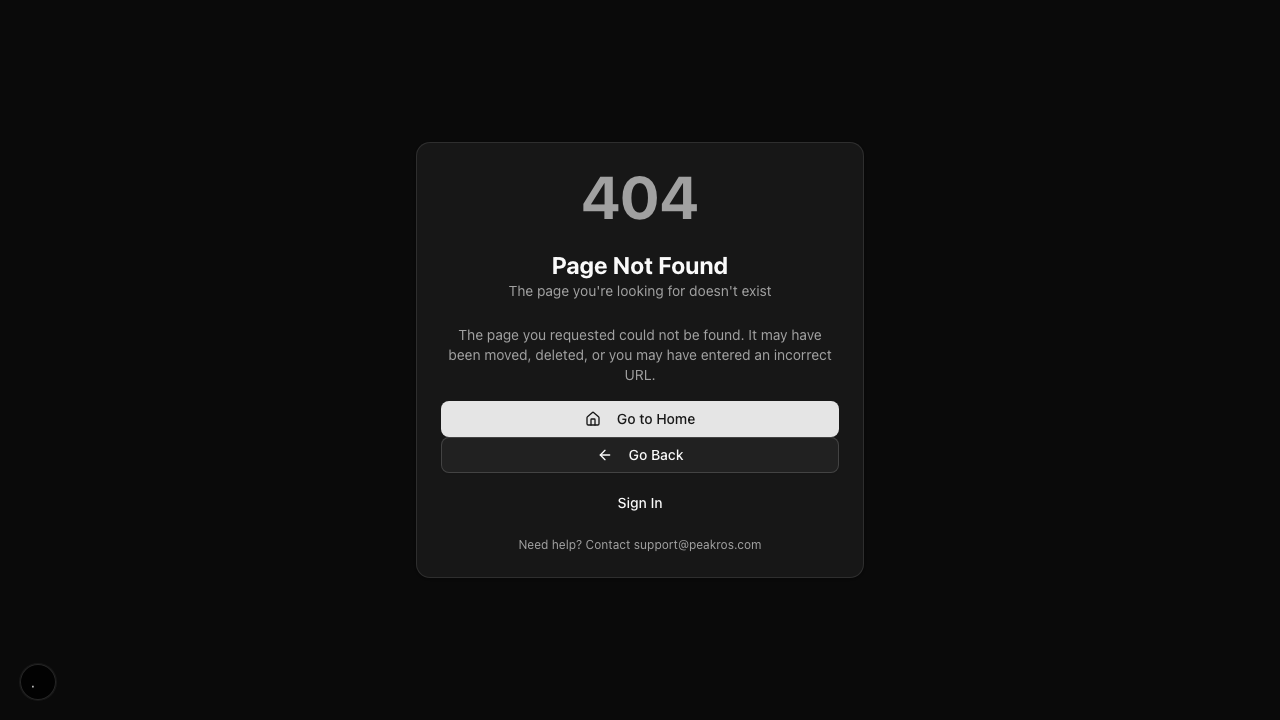 404
Page Not Found
The page you're looking for doesn't exist
The page you requested could not be found. It may have
been moved, deleted, or you may have entered an incorrect
URL.
Go to Home
Go Back
Sign In
Need help? Contact support@peakros.com